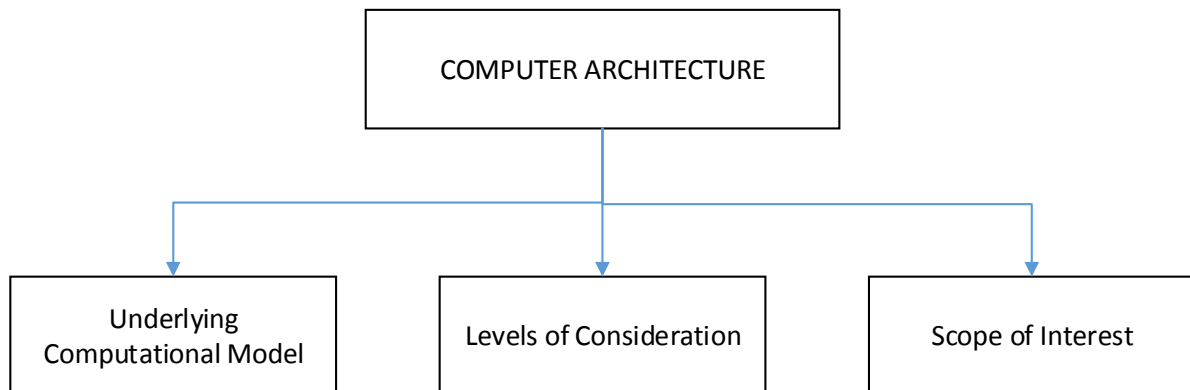 COMPUTER ARCHITECTURE
Underlying
Computational Model
Levels of Consideration
Scope of Interest